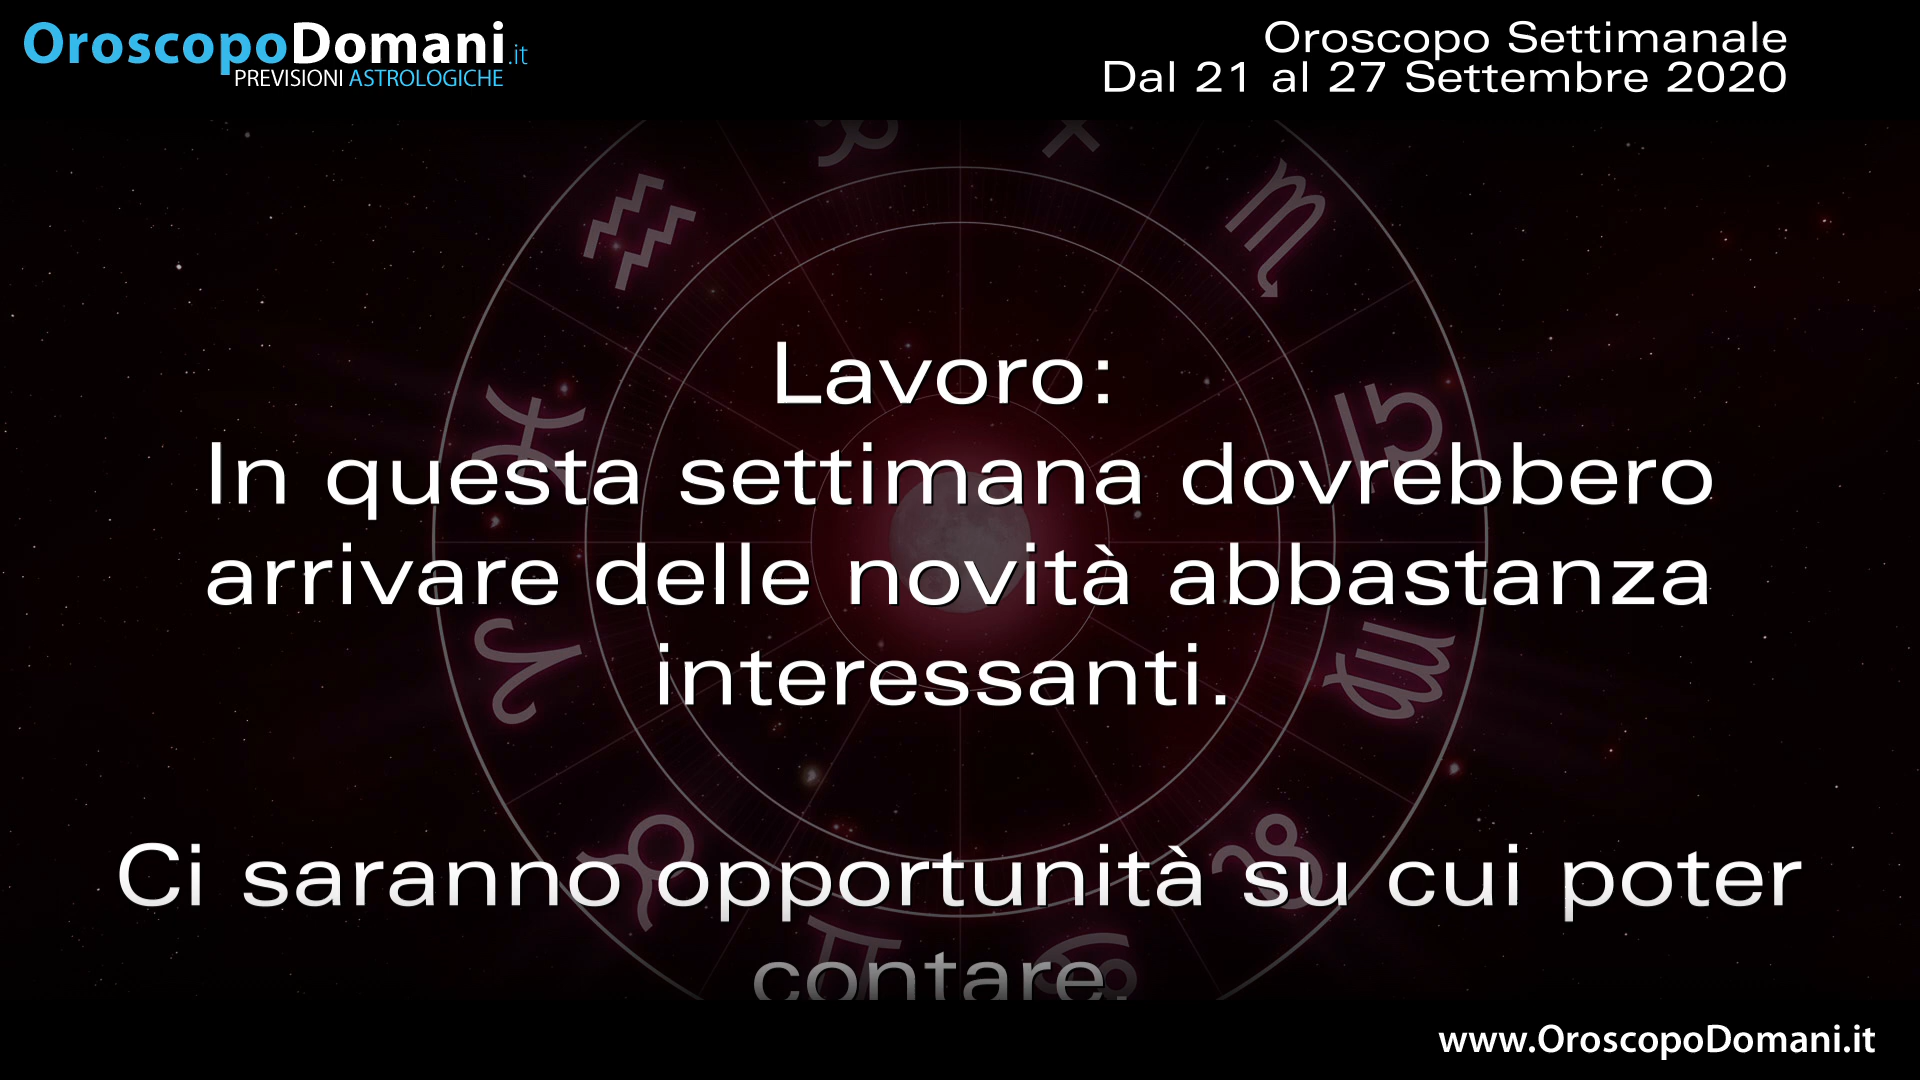 OroscopoDomani.it
PREVISIONI ASTROLOGICHE
Oroscopo Settimanale
Dal 21 al 27 Settembre 2020
Lavoro:
In questa settimana dovrebbero
arrivare delle novità abbastanza
interessanti.
Ci saranno opportunità su cui poter
contare.
www.OroscopoDomani.it